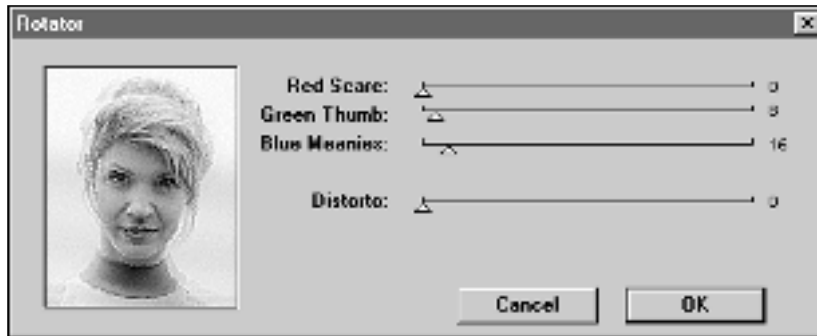 Rotator
Red Scare: 0
Green Thumb: 8
Blue Meanies: 16
Distorto: 0
Cancel OK